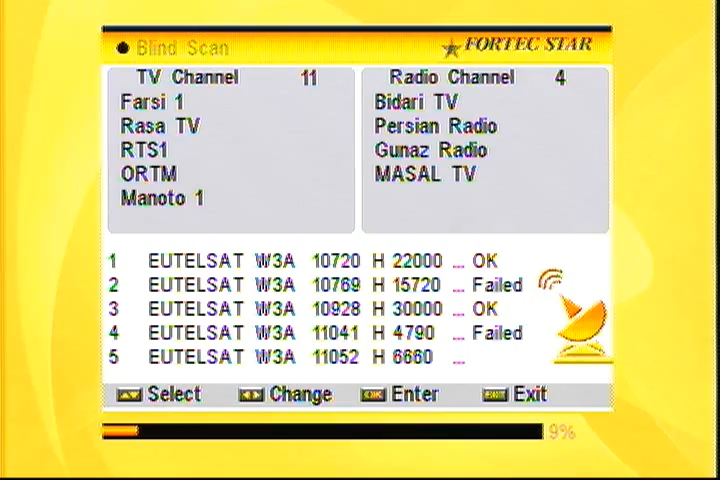 Blind Scan
FORTEC STAR
TV Channel 11
Farsi 1
Rasa TV
RTS1
ORTM
Manoto 1
Radio Channel 4
Bidari TV
Persian Radio
Gunaz Radio
MASAL TV
1 EUTELSAT W3A 10720 H 22000 ... OK
2 EUTELSAT W3A 10769 H 15720 ... Failed
3 EUTELSAT W3A 10928 H 30000 ... OK
4 EUTELSAT W3A 11041 H 4790 ... Failed
5 EUTELSAT W3A 11052 H 6660 ...
Select Change OK Enter EXIT Exit
9%